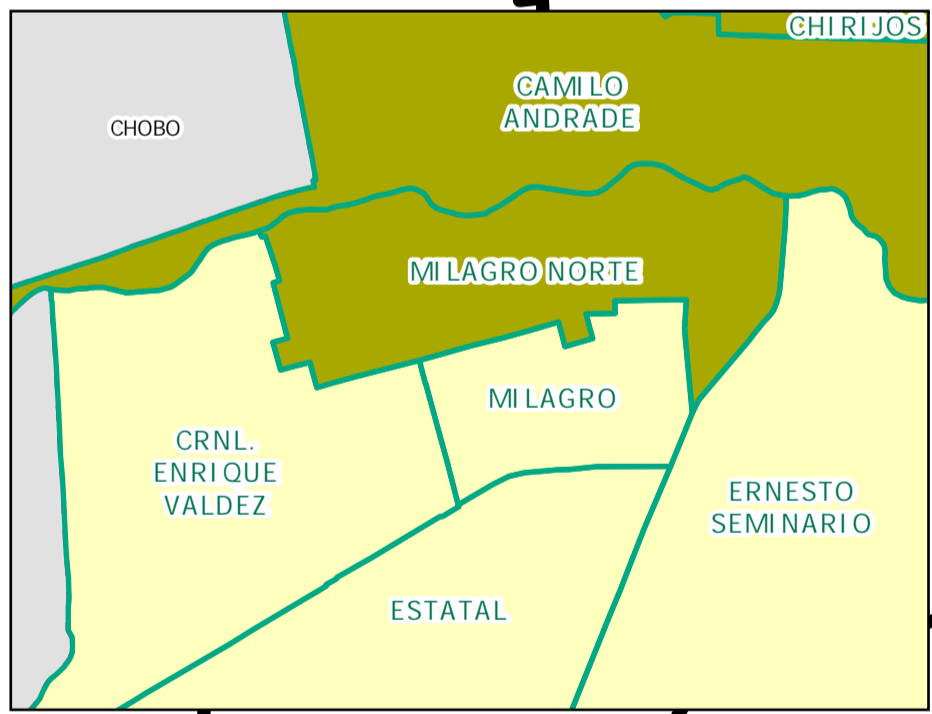 CHIRIJOS
CAMILO
ANDRADE
CHOBO
MILAGRO NORTE
MILAGRO
CRNL.
ENRIQUE
VALDEZ
ERNESTO
SEMINARIO
ESTATAL